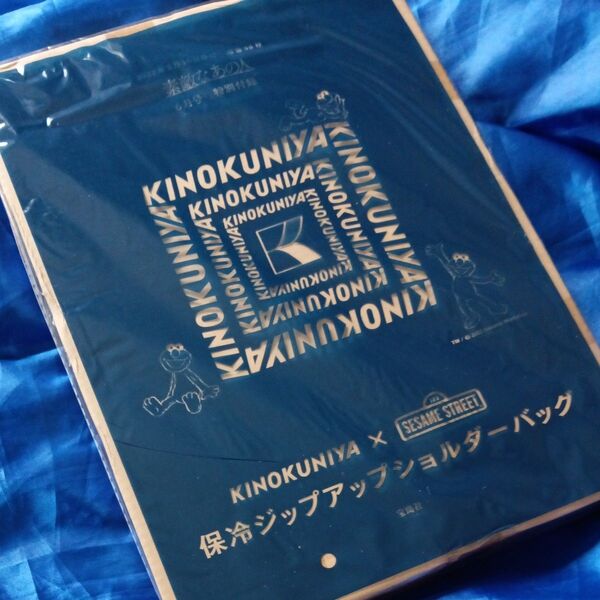 素敵なあの人
6月号 特別付録
KINOKUNIYA
KINOKUNIYA
KINOKUNIYA
KINOKUNIYA
KINOKUNIYA
KINOKUNIYA
KINOKUNIYA
KINOKUNIYA
KINOKUNIYA
KINOKUNIYA
KINOKUNIYA
KINOKUNIYA
KINOKUNIYA × SESAME STREET
保冷ジップアップショルダーバッグ
宝島社